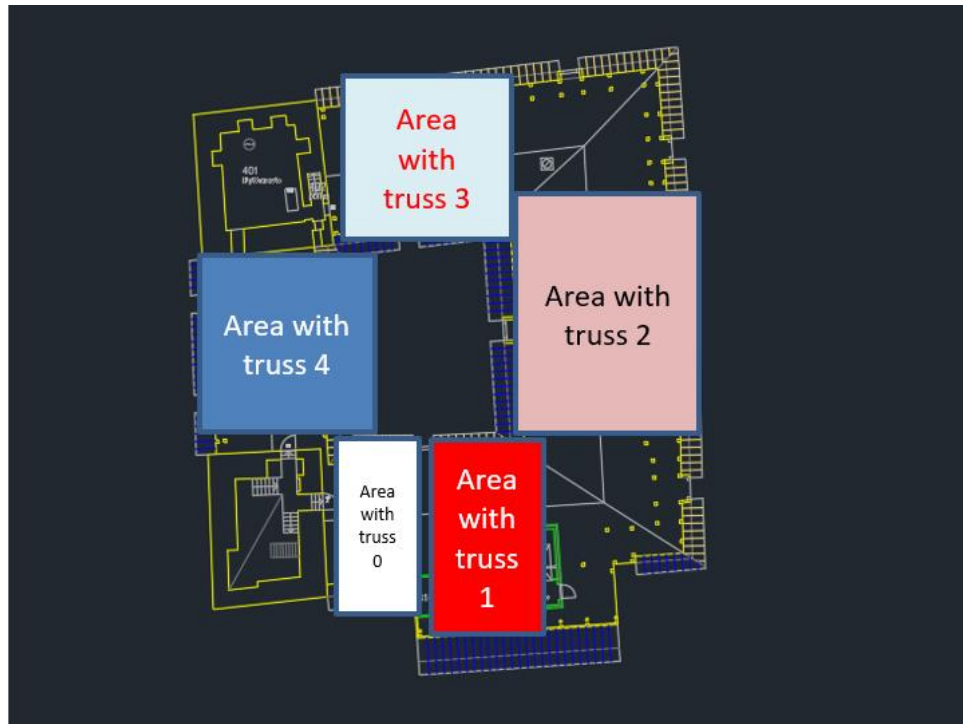 Area
with
truss 3
401
Area with
truss 2
Area with
truss 4
Area
with
truss
0
Area
with
truss
1